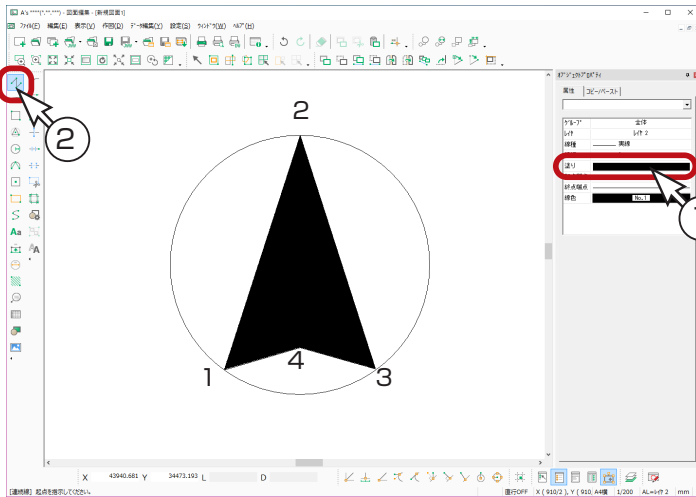 A's ****(*.**.***) - 図面編集 - [新規図面1]
ファイル(F) 編集(E) 表示(V) 作図(D) データ編集(Y) 設定(S) ウインドウ(W) ヘルプ(H)
オブジェクトプロパティ
属性 コピー/ペースト
グループ 全体
レイヤ レイヤ 2
線種 実線
塗り
終点端点
線色 No.1
2
2
1
4
3
Aa
AA
X 43940.681 Y 34473.193 L D
[連続線] 起点を指示してください。 直行OFF X ( 910/2 ), Y ( 910, A4横 1/200 AL=レイヤ 2 mm